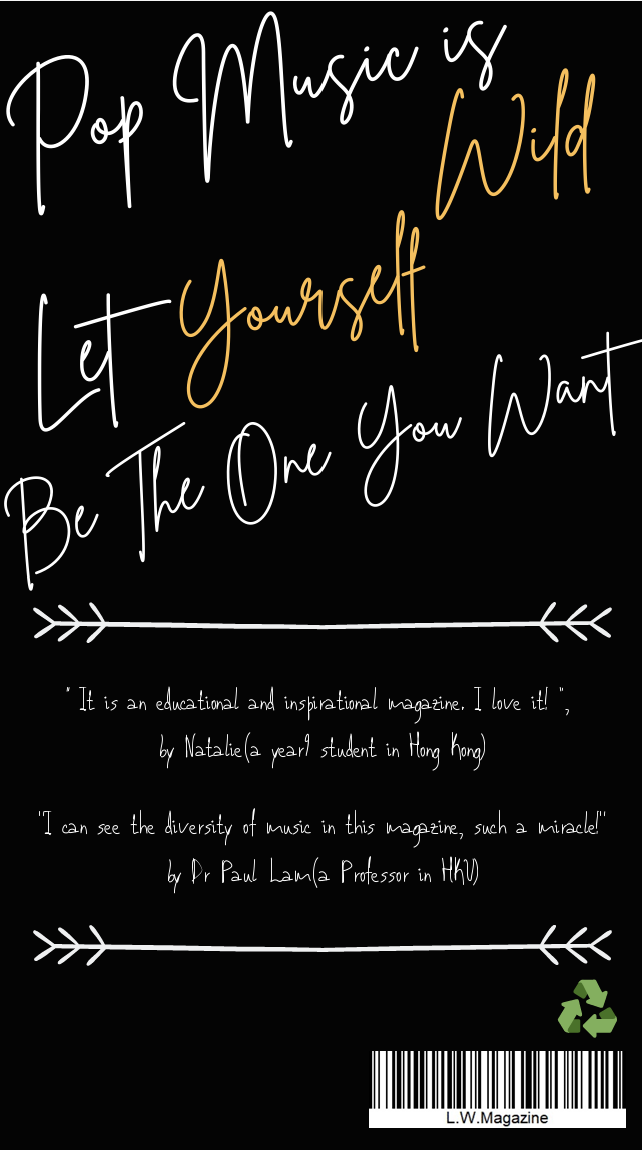 Pop Music is
Wild
Let Yourself
Be The One You Want
" It is an educational and inspirational magazine. I love it! ",
by Natalie(a year1 student in Hong Kong)
"I can see the diversity of music in this magazine, such a miracle!"
by Dr Paul Lam(a Professor in HKU)
L.W.Magazine